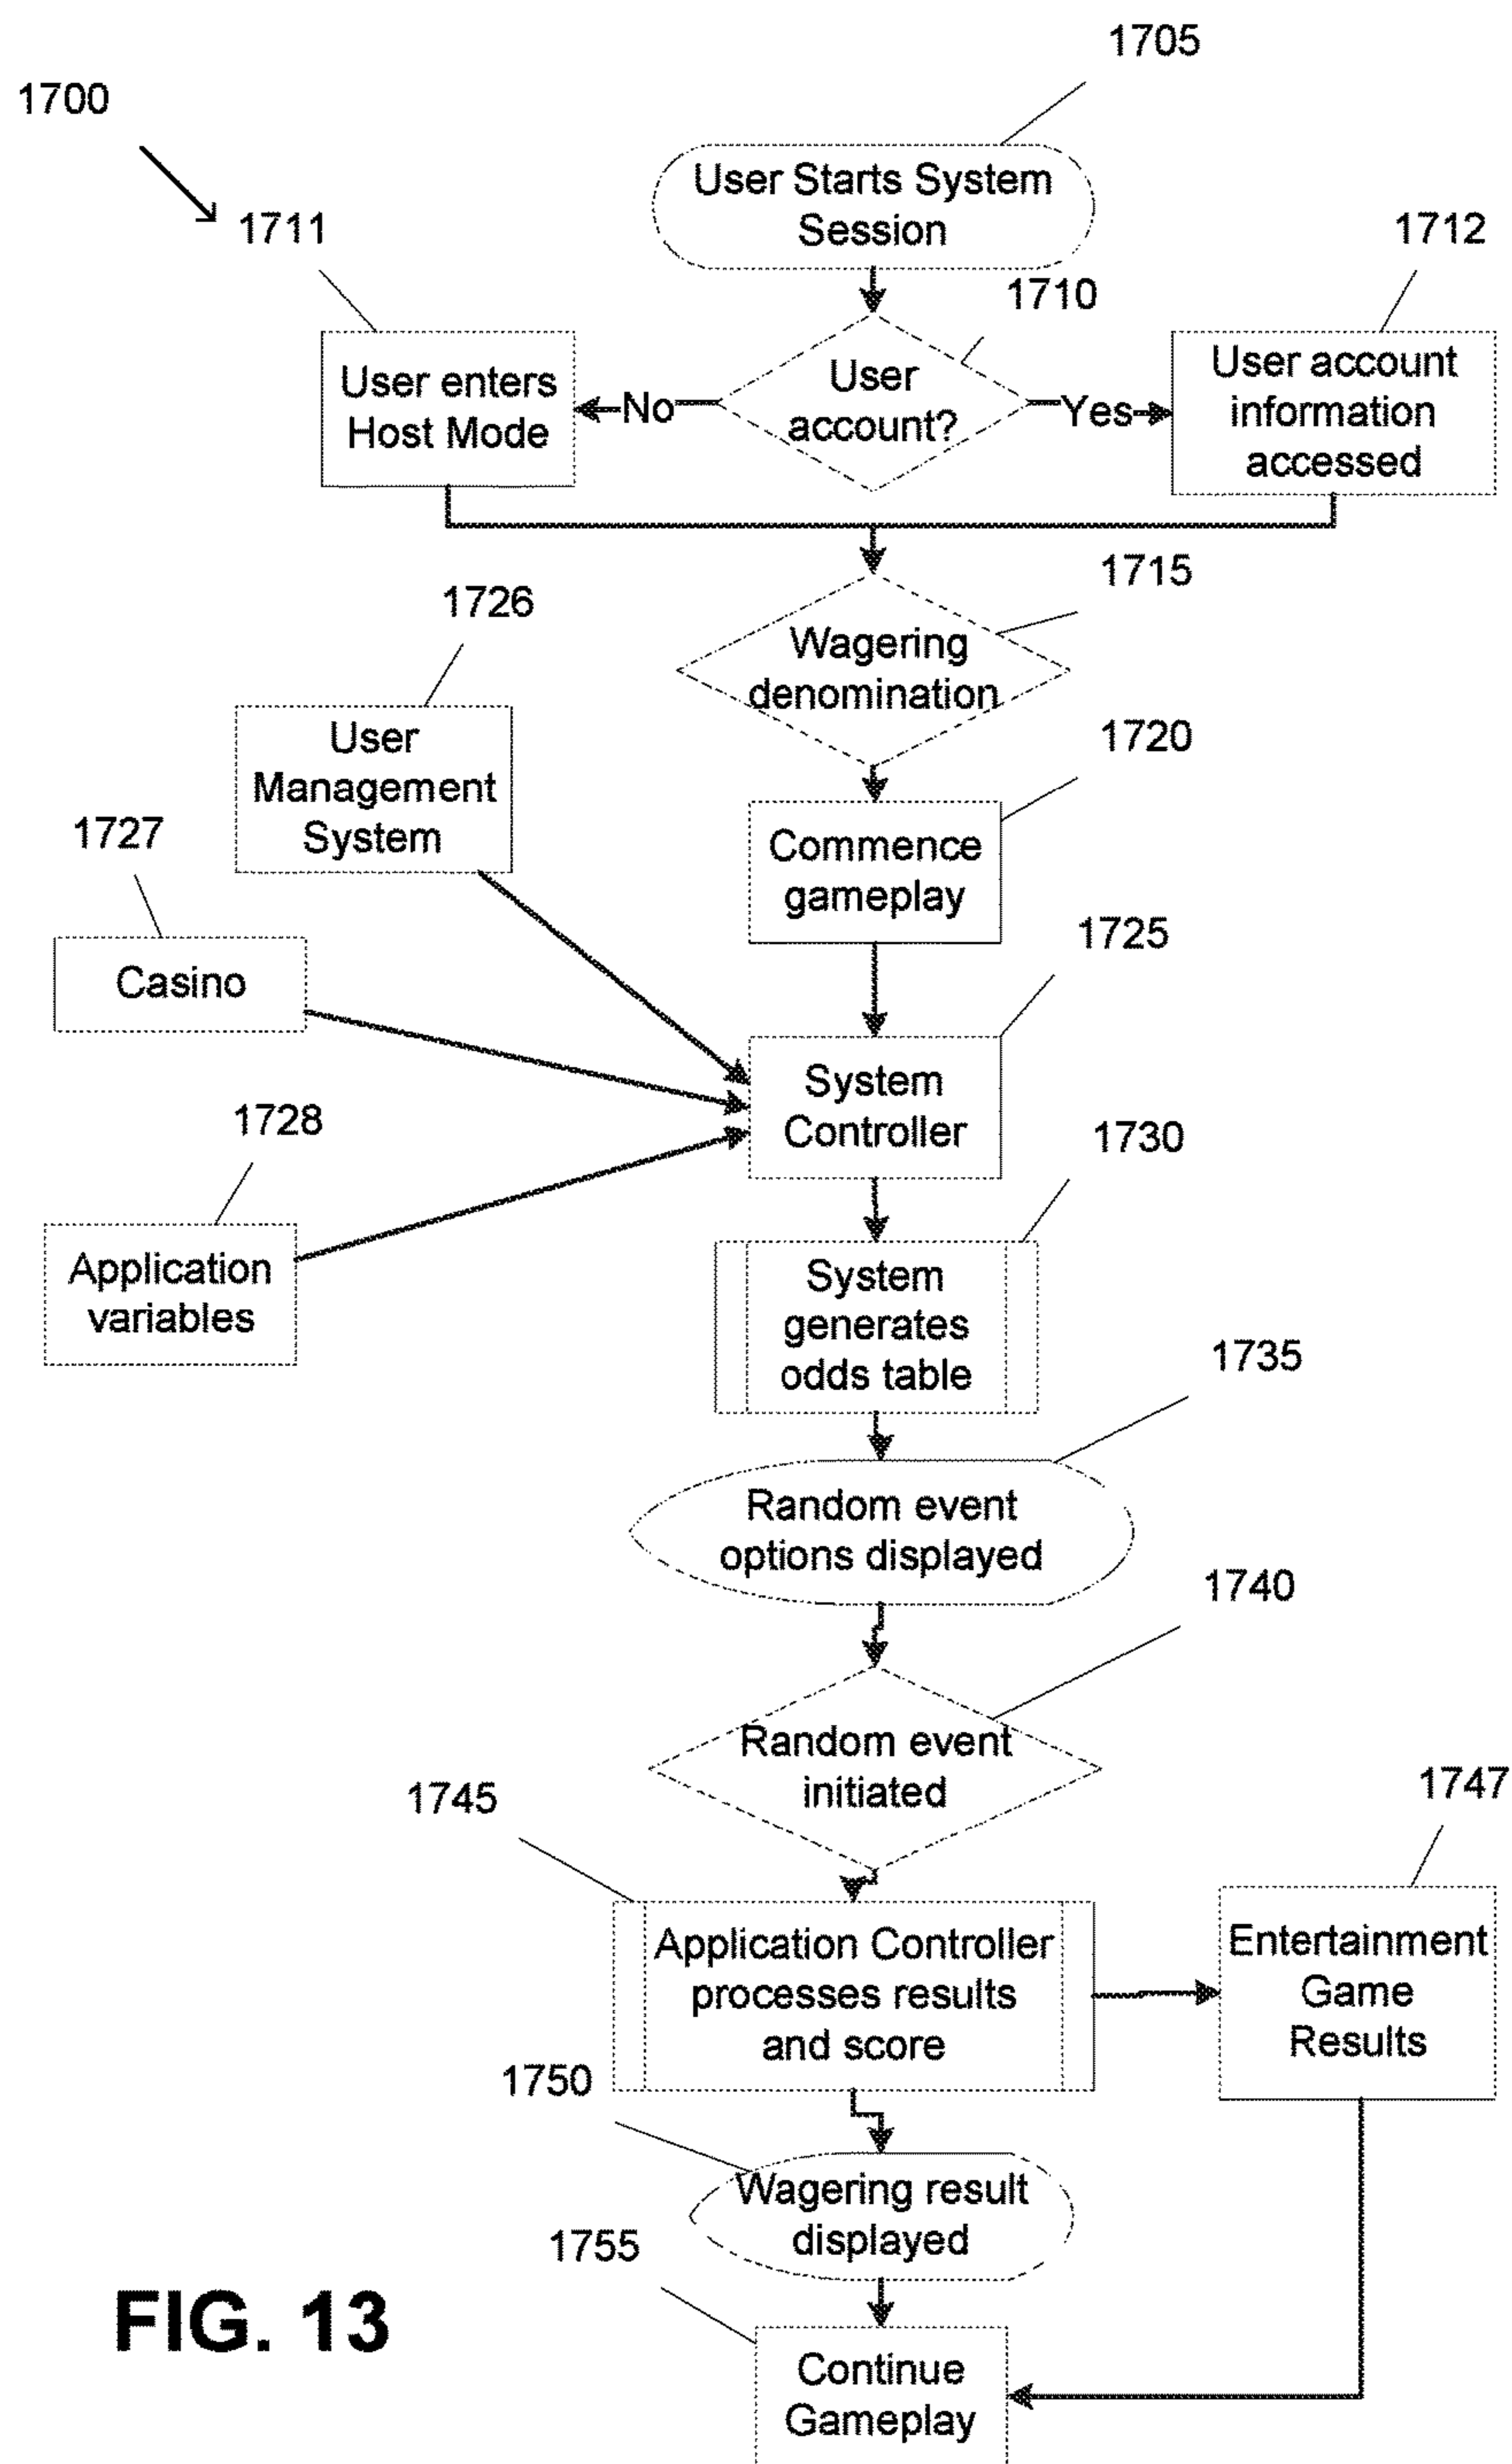 1705
1700
User Starts System
Session
1711
1712
1710
User enters
Host Mode
No
User
account?
Yes
User account
information
accessed
1715
1726
Wagering
denomination
User
Management
System
1720
1727
Commence
gameplay
1725
Casino
System
Controller
1728
1730
Application
variables
System
generates
odds table
1735
Random event
options displayed
1740
Random event
initiated
1745
1747
Application Controller
processes results
and score
Entertainment
Game
Results
1750
Wagering result
displayed
1755
Continue
Gameplay
FIG. 13